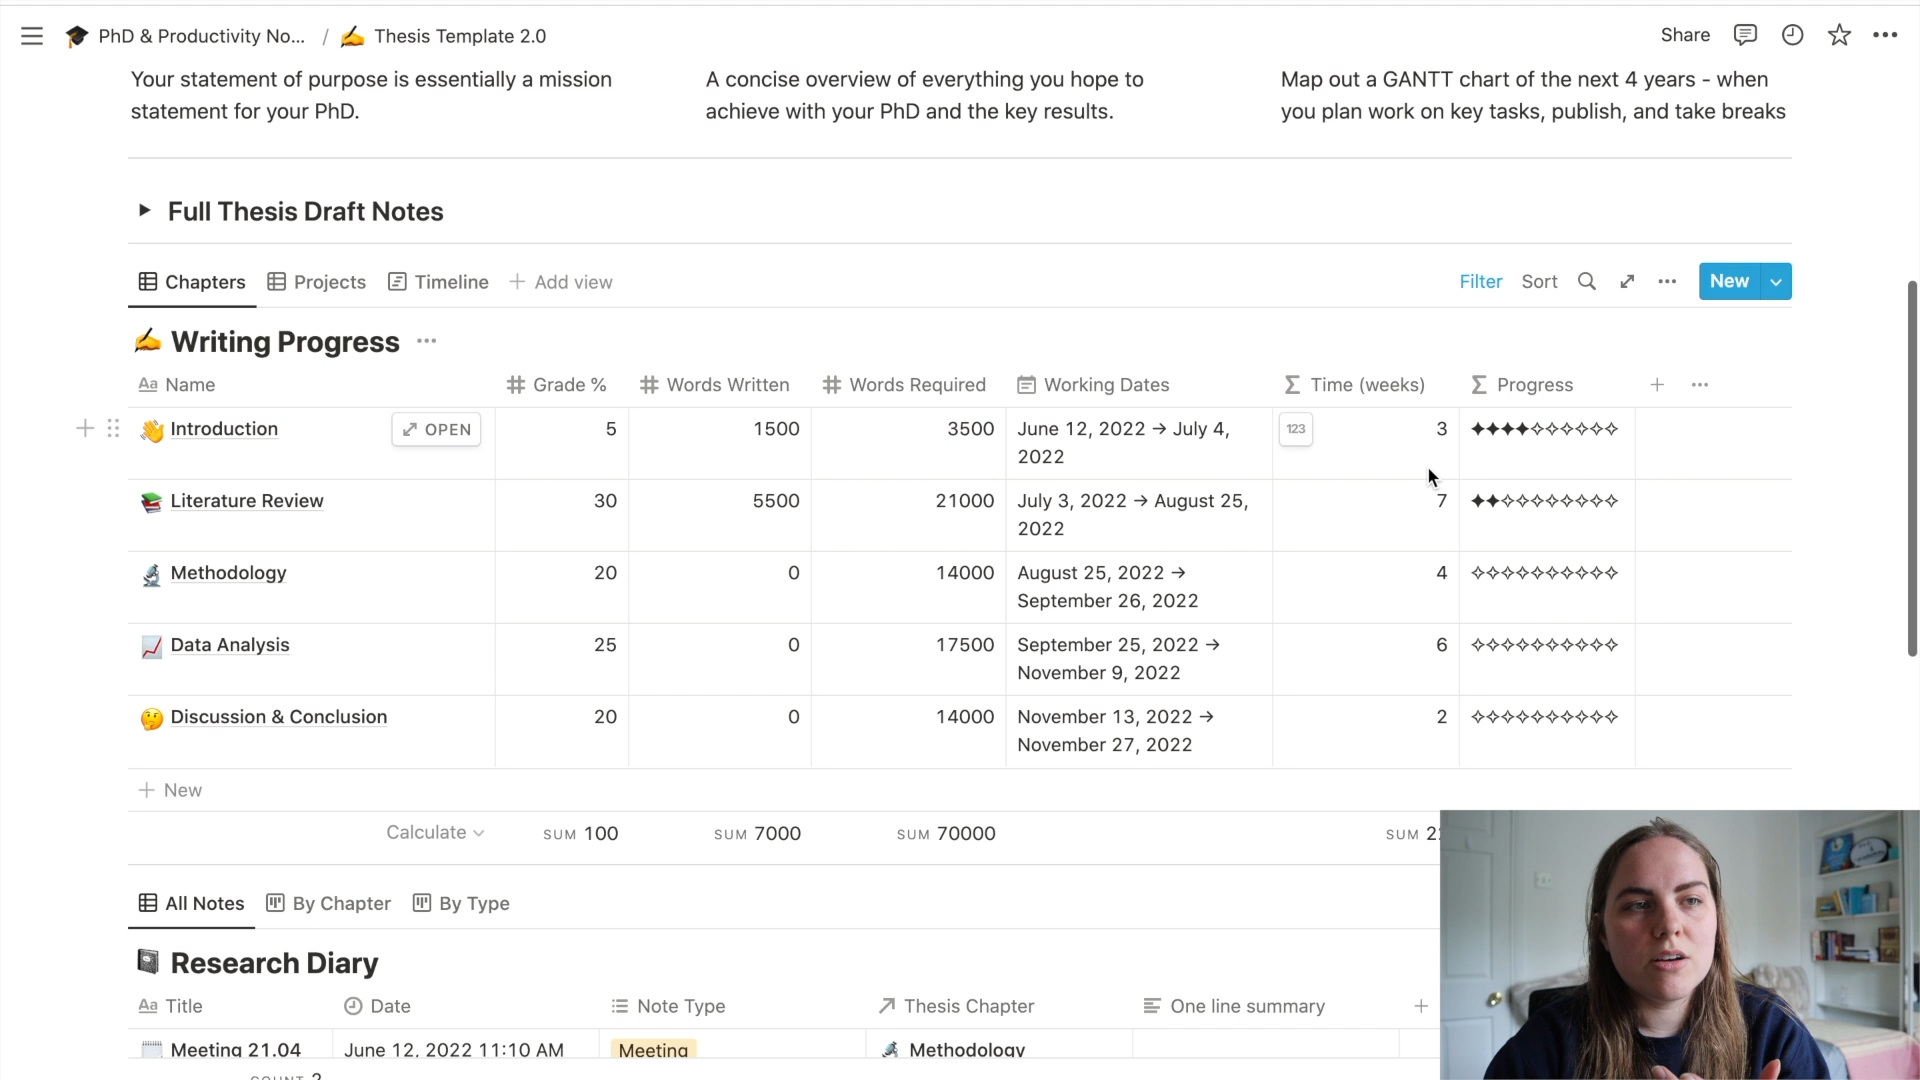 PhD & Productivity No... / Thesis Template 2.0
Share
Your statement of purpose is essentially a mission
statement for your PhD.
A concise overview of everything you hope to
achieve with your PhD and the key results.
Map out a GANTT chart of the next 4 years - when
you plan work on key tasks, publish, and take breaks
Full Thesis Draft Notes
Chapters Projects Timeline Add view
Filter Sort New
Writing Progress
Aa Name # Grade % # Words Written # Words Required Working Dates Σ Time (weeks) Σ Progress
Introduction OPEN 5 1500 3500 June 12, 2022 → July 4, 123 3 ✦✦✦✦✧✧✧✧✧✧
2022
Literature Review 30 5500 21000 July 3, 2022 → August 25, 7 ✦✦✧✧✧✧✧✧✧✧
2022
Methodology 20 0 14000 August 25, 2022 → 4 ✧✧✧✧✧✧✧✧✧✧
September 26, 2022
Data Analysis 25 0 17500 September 25, 2022 → 6 ✧✧✧✧✧✧✧✧✧✧
November 9, 2022
Discussion & Conclusion 20 0 14000 November 13, 2022 → 2 ✧✧✧✧✧✧✧✧✧✧
November 27, 2022
New
Calculate SUM 100 SUM 7000 SUM 70000 SUM
All Notes By Chapter By Type
Research Diary
Aa Title Date Note Type Thesis Chapter One line summary
Meeting 21.04 June 12, 2022 11:10 AM Meeting Methodology